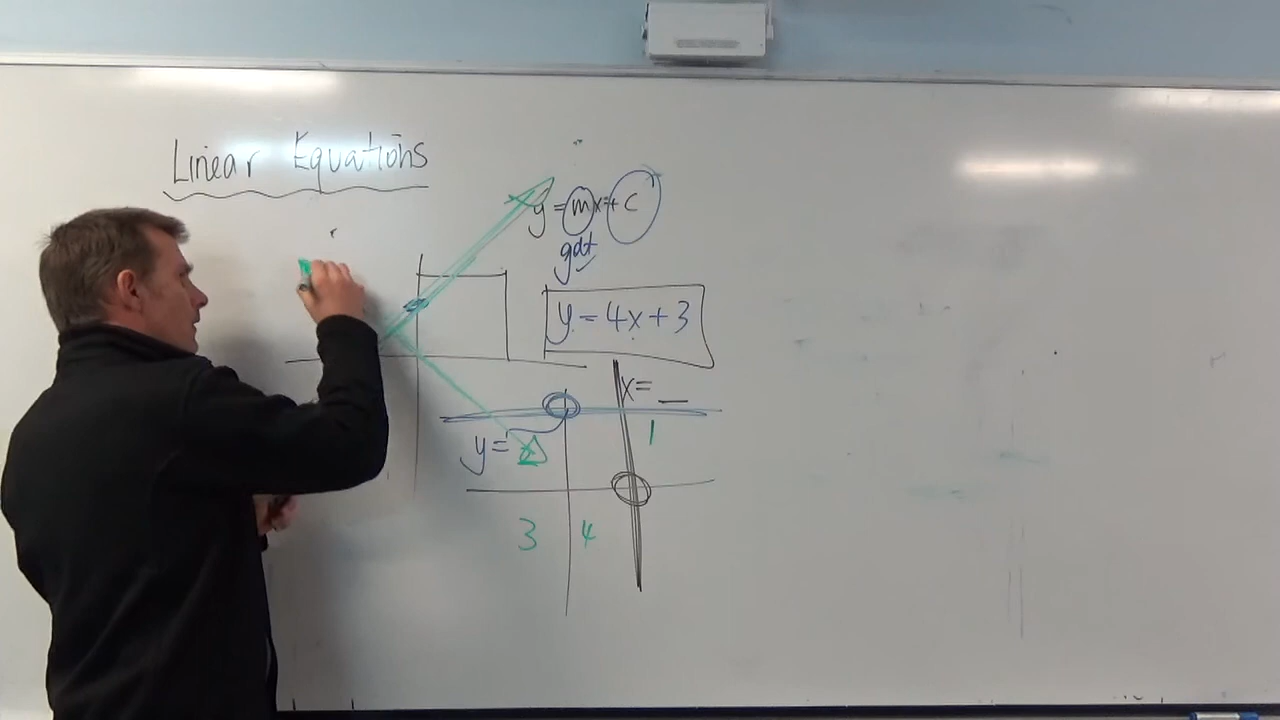 Linear Equations
y = mx + c
gdt
y = 4x + 3
x = _
y =
1
3 4